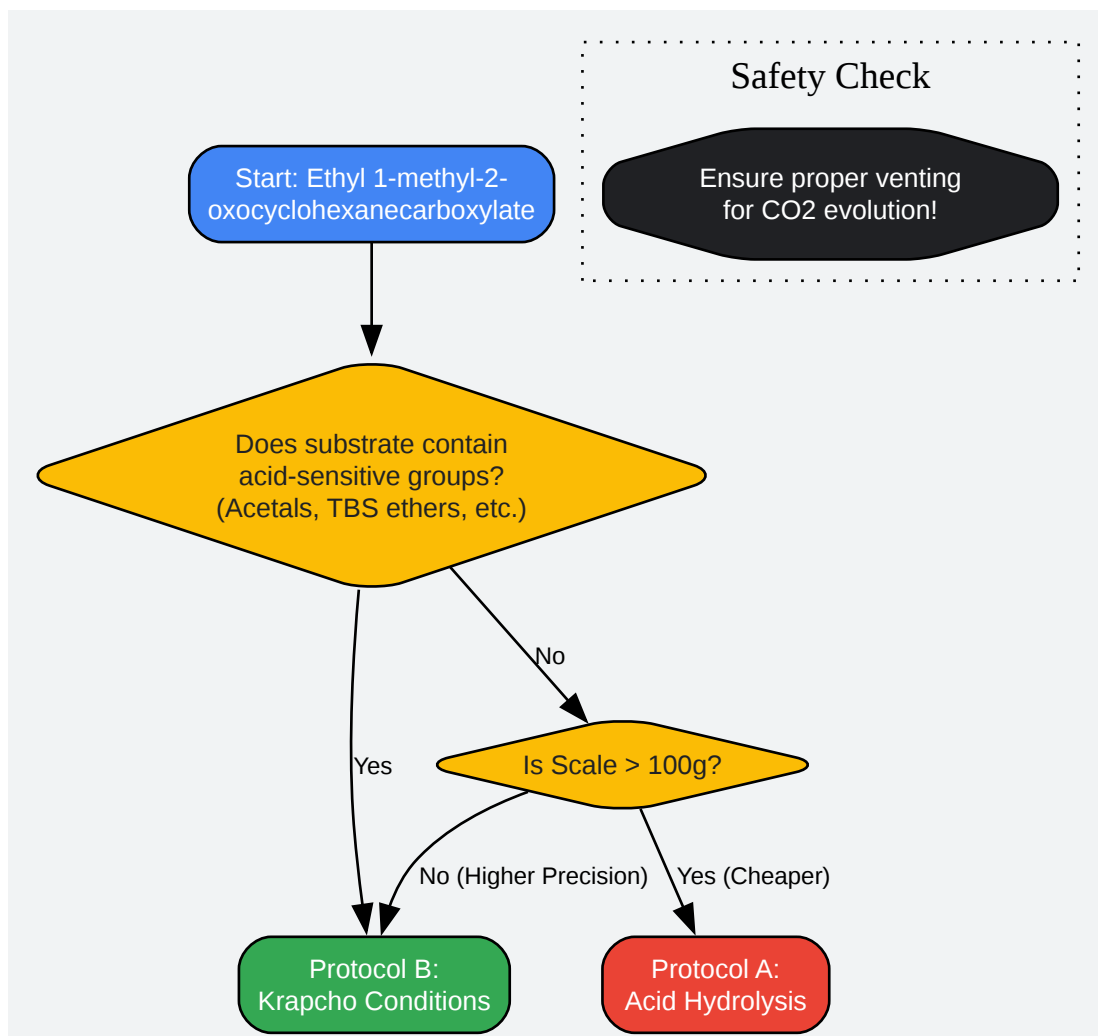 Safety Check
Start: Ethyl 1-methyl-2-
oxocyclohexanecarboxylate
Ensure proper venting
for CO2 evolution!
Does substrate contain
acid-sensitive groups?
(Acetals, TBS ethers, etc.)
No
Yes
Is Scale > 100g?
No (Higher Precision)
Yes (Cheaper)
Protocol B:
Krapcho Conditions
Protocol A:
Acid Hydrolysis